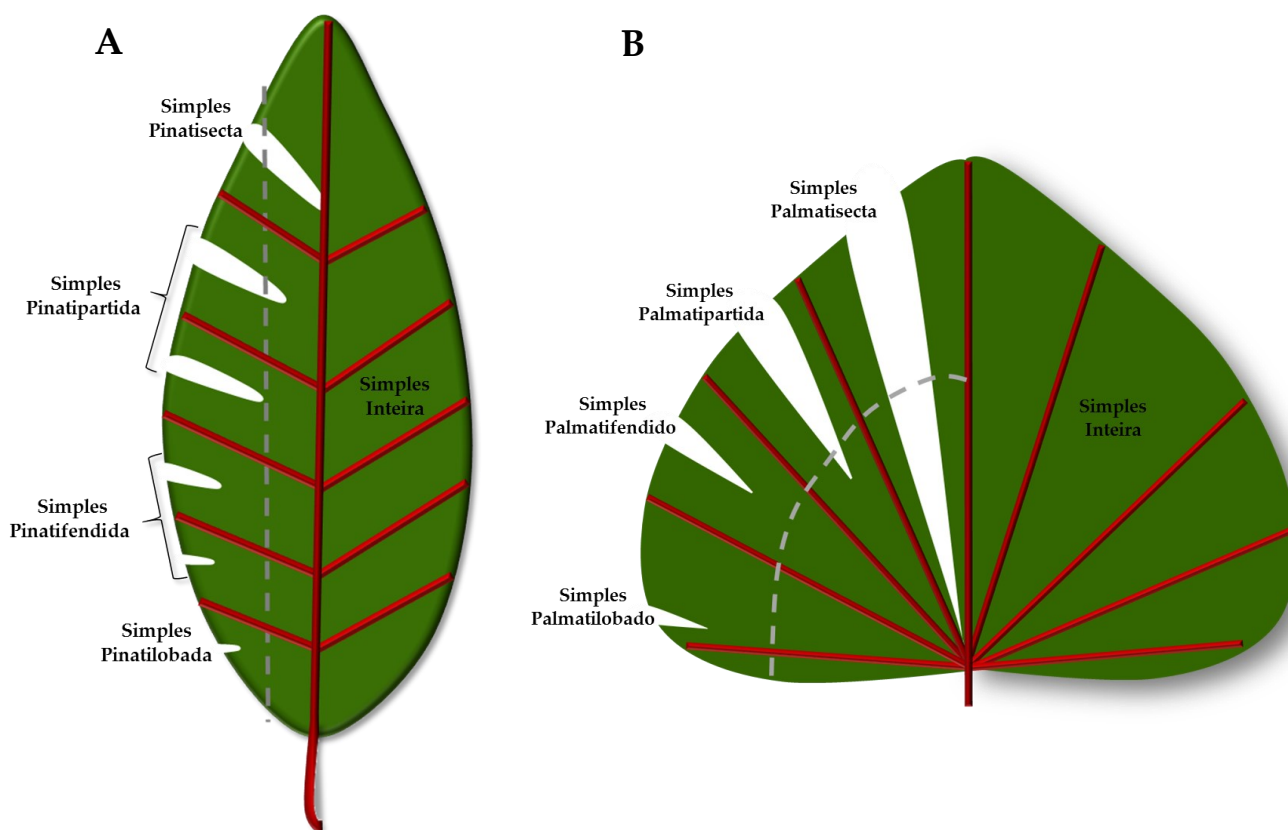 A
Simples
Pinatisecta
Simples
Pinatipartida
Simples
Inteira
Simples
Pinatifendida
Simples
Pinatilobada
B
Simples
Palmatisecta
Simples
Palmatipartida
Simples
Palmatifendido
Simples
Inteira
Simples
Palmatilobado